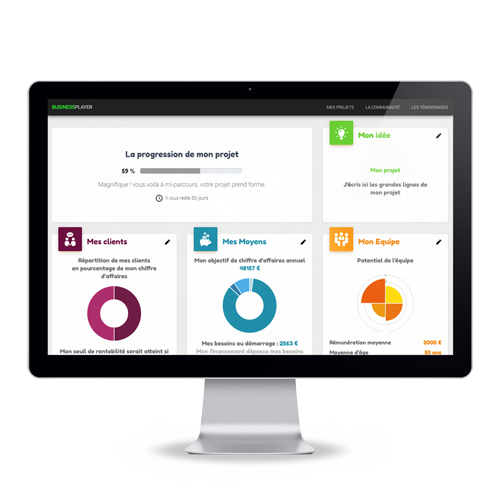 BUSINESSPLAYER
MES PROJETS LA COMMUNAUTÉ LES TÉMOIGNAGES
La progression de mon projet
59 %
Magnifique ! vous voilà à mi-parcours, votre projet prend forme.
Il vous reste 30 jours
Mon idée
Mon projet
J'écris ici les grandes lignes de
mon projet
Mes clients
Répartition de mes clients
en pourcentage de mon chiffre
d'affaires
Mon seuil de rentabilité serait atteint si
Mes Moyens
Mon objectif de chiffre d'affaires annuel
48157 €
Mes besoins au démarrage : 2563 €
Mon financement dépasse mes besoins
Mon Equipe
Potentiel de l'équipe
Rémunération moyenne 2000 €
Moyenne d'âge 30 ans